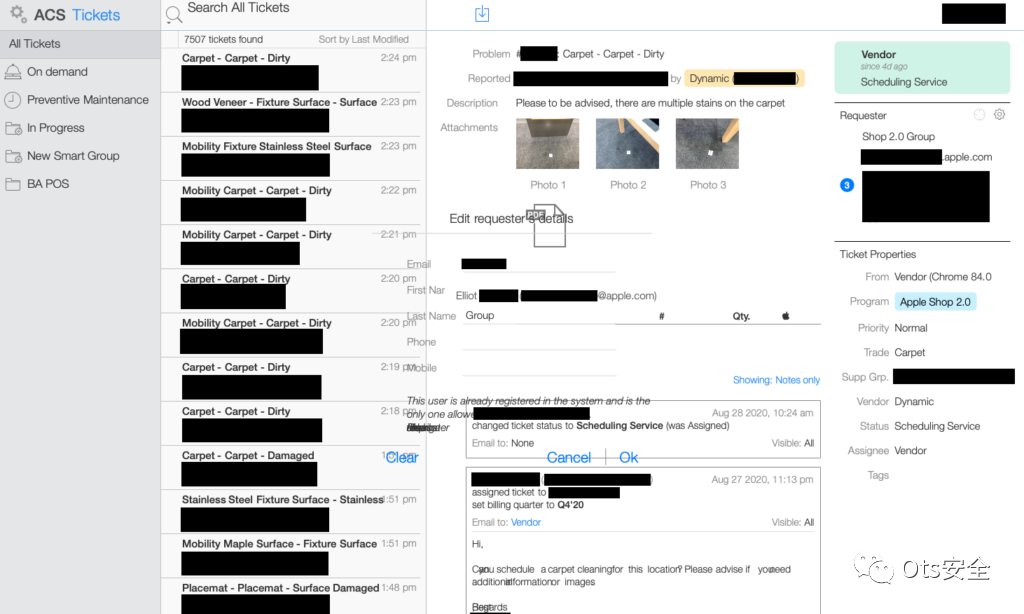 ACS Tickets
All Tickets
On demand
Preventive Maintenance
In Progress
New Smart Group
BA POS
Search All Tickets
7507 tickets found
Sort by Last Modified
Carpet - Carpet - Dirty
2:24 pm
Wood Veneer - Fixture Surface - Surface
2:23 pm
Mobility Fixture Stainless Steel Surface
2:23 pm
Mobility Carpet - Carpet - Dirty
2:22 pm
Mobility Carpet - Carpet - Dirty
2:21 pm
Carpet - Carpet - Dirty
2:20 pm
Mobility Carpet - Carpet - Dirty
2:20 pm
Carpet - Carpet - Dirty
2:19 pm
Carpet - Carpet - Dirty
2:18 pm
Carpet - Carpet - Damaged
Stainless Steel Fixture Surface - Stainless
1:51 pm
Mobility Maple Surface - Fixture Surface
1:51 pm
Placemat - Placemat - Surface Damaged
1:48 pm
Problem # Carpet - Carpet - Dirty
Reported by Dynamic (
Description Please to be advised, there are multiple stains on the carpet
Attachments
Photo 1
Photo 2
Photo 3
PDF
Edit requester's details
Email
First Nar
Elliot ( @apple.com)
Last Name
Group
# Qty.
Phone
Mobile
Showing: Notes only
This user is already registered in the system and is the
only one allowe
Clear
Cancel
Ok
Aug 28 2020, 10:24 am
changed ticket status to Scheduling Service (was Assigned)
Email to: None
Visible: All
Aug 27 2020, 11:13 pm
assigned ticket to
set billing quarter to Q4'20
Email to: Vendor
Visible: All
Hi,
Can you schedule a carpet cleaning for this location? Please advise if you need
additional information or images
Regards
Vendor
since 4d ago
Scheduling Service
Requester
Shop 2.0 Group
.apple.com
3
Ticket Properties
From Vendor (Chrome 84.0
Program Apple Shop 2.0
Priority Normal
Trade Carpet
Supp Grp.
Vendor Dynamic
Status Scheduling Service
Assignee Vendor
Tags
Ots安全